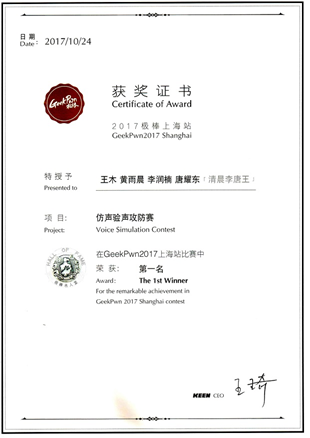 日 期
Date： 2017/10/24
GeekPwn
获 奖 证 书
Certificate of Award
2017极棒上海站
GeekPwn2017 Shanghai
特 授 予
王木 黄雨晨 李润楠 唐耀东（清晨李唐王）
Presented to
项 目： 仿声验声攻防赛
Project: Voice Simulation Contest
HALL OF FAME
在GeekPwn2017上海站比赛中
荣 获： 第一名
Award: The 1st Winner
For the remarkable achievement in
GeekPwn 2017 Shanghai contest
KEEN CEO